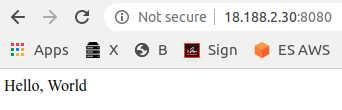 Not secure | 18.188.2.30:8080
Apps X B Sign ES AWS
Hello, World